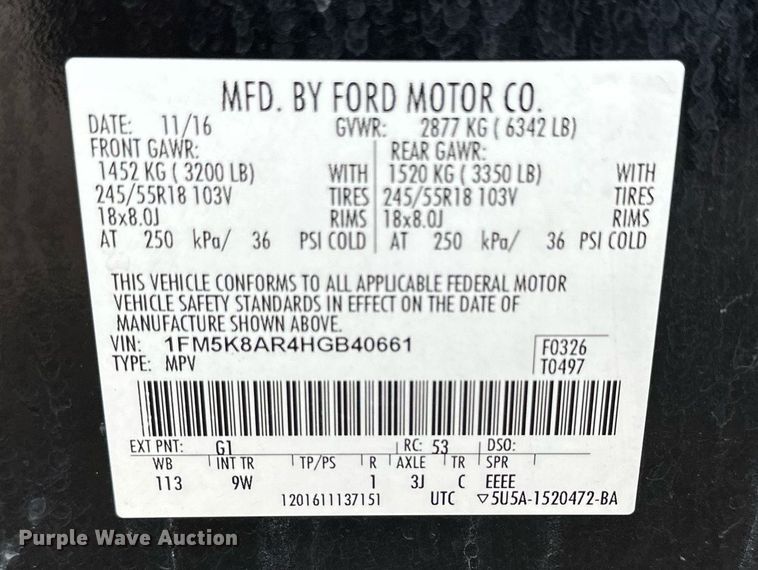 MFD. BY FORD MOTOR CO.
DATE: 11/16 GVWR: 2877 KG ( 6342 LB)
FRONT GAWR: REAR GAWR:
1452 KG ( 3200 LB) WITH 1520 KG ( 3350 LB) WITH
245/55R18 103V TIRES 245/55R18 103V TIRES
18x8.0J RIMS 18x8.0J RIMS
AT 250 kPa/ 36 PSI COLD AT 250 kPa/ 36 PSI COLD
THIS VEHICLE CONFORMS TO ALL APPLICABLE FEDERAL MOTOR
VEHICLE SAFETY STANDARDS IN EFFECT ON THE DATE OF
MANUFACTURE SHOWN ABOVE.
VIN: 1FM5K8AR4HGB40661 F0326
TYPE: MPV T0497
EXT PNT: G1 RC: 53 DSO:
WB INT TR TP/PS R AXLE TR SPR
113 9W 1 3J C EEEE
1201611137151 UTC ▽5U5A-1520472-BA
Purple Wave Auction